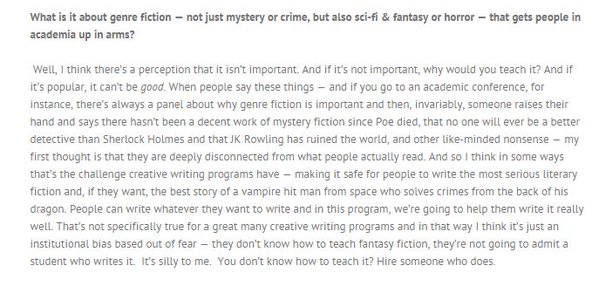 What is it about genre fiction — not just mystery or crime, but also sci-fi & fantasy or horror — that gets people in
academia up in arms?
Well, I think there's a perception that it isn't important. And if it's not important, why would you teach it? And if
it's popular, it can't be good. When people say these things — and if you go to an academic conference, for
instance, there's always a panel about why genre fiction is important and then, invariably, someone raises their
hand and says there hasn't been a decent work of mystery fiction since Poe died, that no one will ever be a better
detective than Sherlock Holmes and that JK Rowling has ruined the world, and other like-minded nonsense — my
first thought is that they are deeply disconnected from what people actually read. And so I think in some ways
that's the challenge creative writing programs have — making it safe for people to write the most serious literary
fiction and, if they want, the best story of a vampire hit man from space who solves crimes from the back of his
dragon. People can write whatever they want to write and in this program, we're going to help them write it really
well. That's not specifically true for a great many creative writing programs and in that way I think it's just an
institutional bias based out of fear — they don't know how to teach fantasy fiction, they're not going to admit a
student who writes it. It's silly to me. You don't know how to teach it? Hire someone who does.